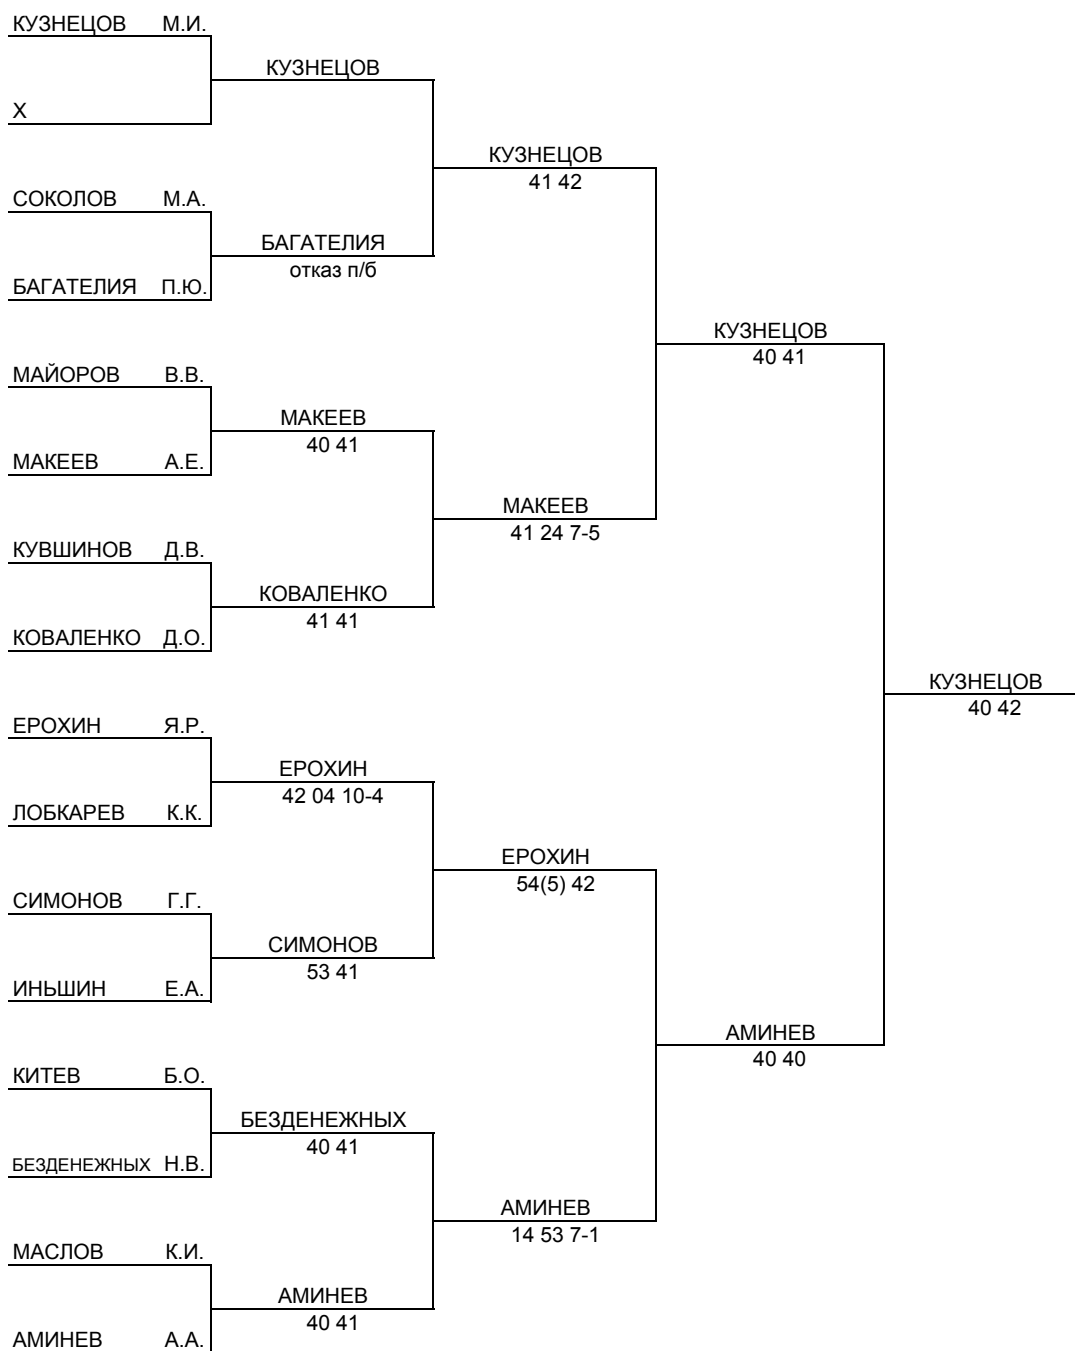 КУЗНЕЦОВ М.И.
КУЗНЕЦОВ
X
КУЗНЕЦОВ
41 42
СОКОЛОВ М.А.
БАГАТЕЛИЯ
отказ п/б
БАГАТЕЛИЯ П.Ю.
КУЗНЕЦОВ
40 41
МАЙОРОВ В.В.
МАКЕЕВ
40 41
МАКЕЕВ А.Е.
МАКЕЕВ
41 24 7-5
КУВШИНОВ Д.В.
КОВАЛЕНКО
41 41
КОВАЛЕНКО Д.О.
КУЗНЕЦОВ
40 42
ЕРОХИН Я.Р.
ЕРОХИН
42 04 10-4
ЛОБКАРЕВ К.К.
ЕРОХИН
54(5) 42
СИМОНОВ Г.Г.
СИМОНОВ
53 41
ИНЬШИН Е.А.
АМИНЕВ
40 40
КИТЕВ Б.О.
БЕЗДЕНЕЖНЫХ
40 41
БЕЗДЕНЕЖНЫХ Н.В.
АМИНЕВ
14 53 7-1
МАСЛОВ К.И.
АМИНЕВ
40 41
АМИНЕВ А.А.